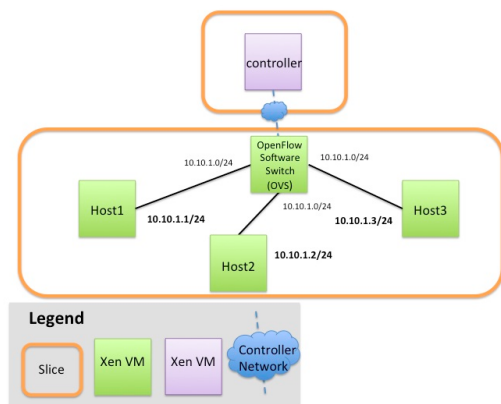 controller
OpenFlow
Software
Switch
(OVS)
10.10.1.0/24
10.10.1.0/24
10.10.1.0/24
Host1
10.10.1.1/24
Host2
10.10.1.2/24
10.10.1.3/24
Host3
Legend
Slice
Xen VM
Xen VM
Controller
Network